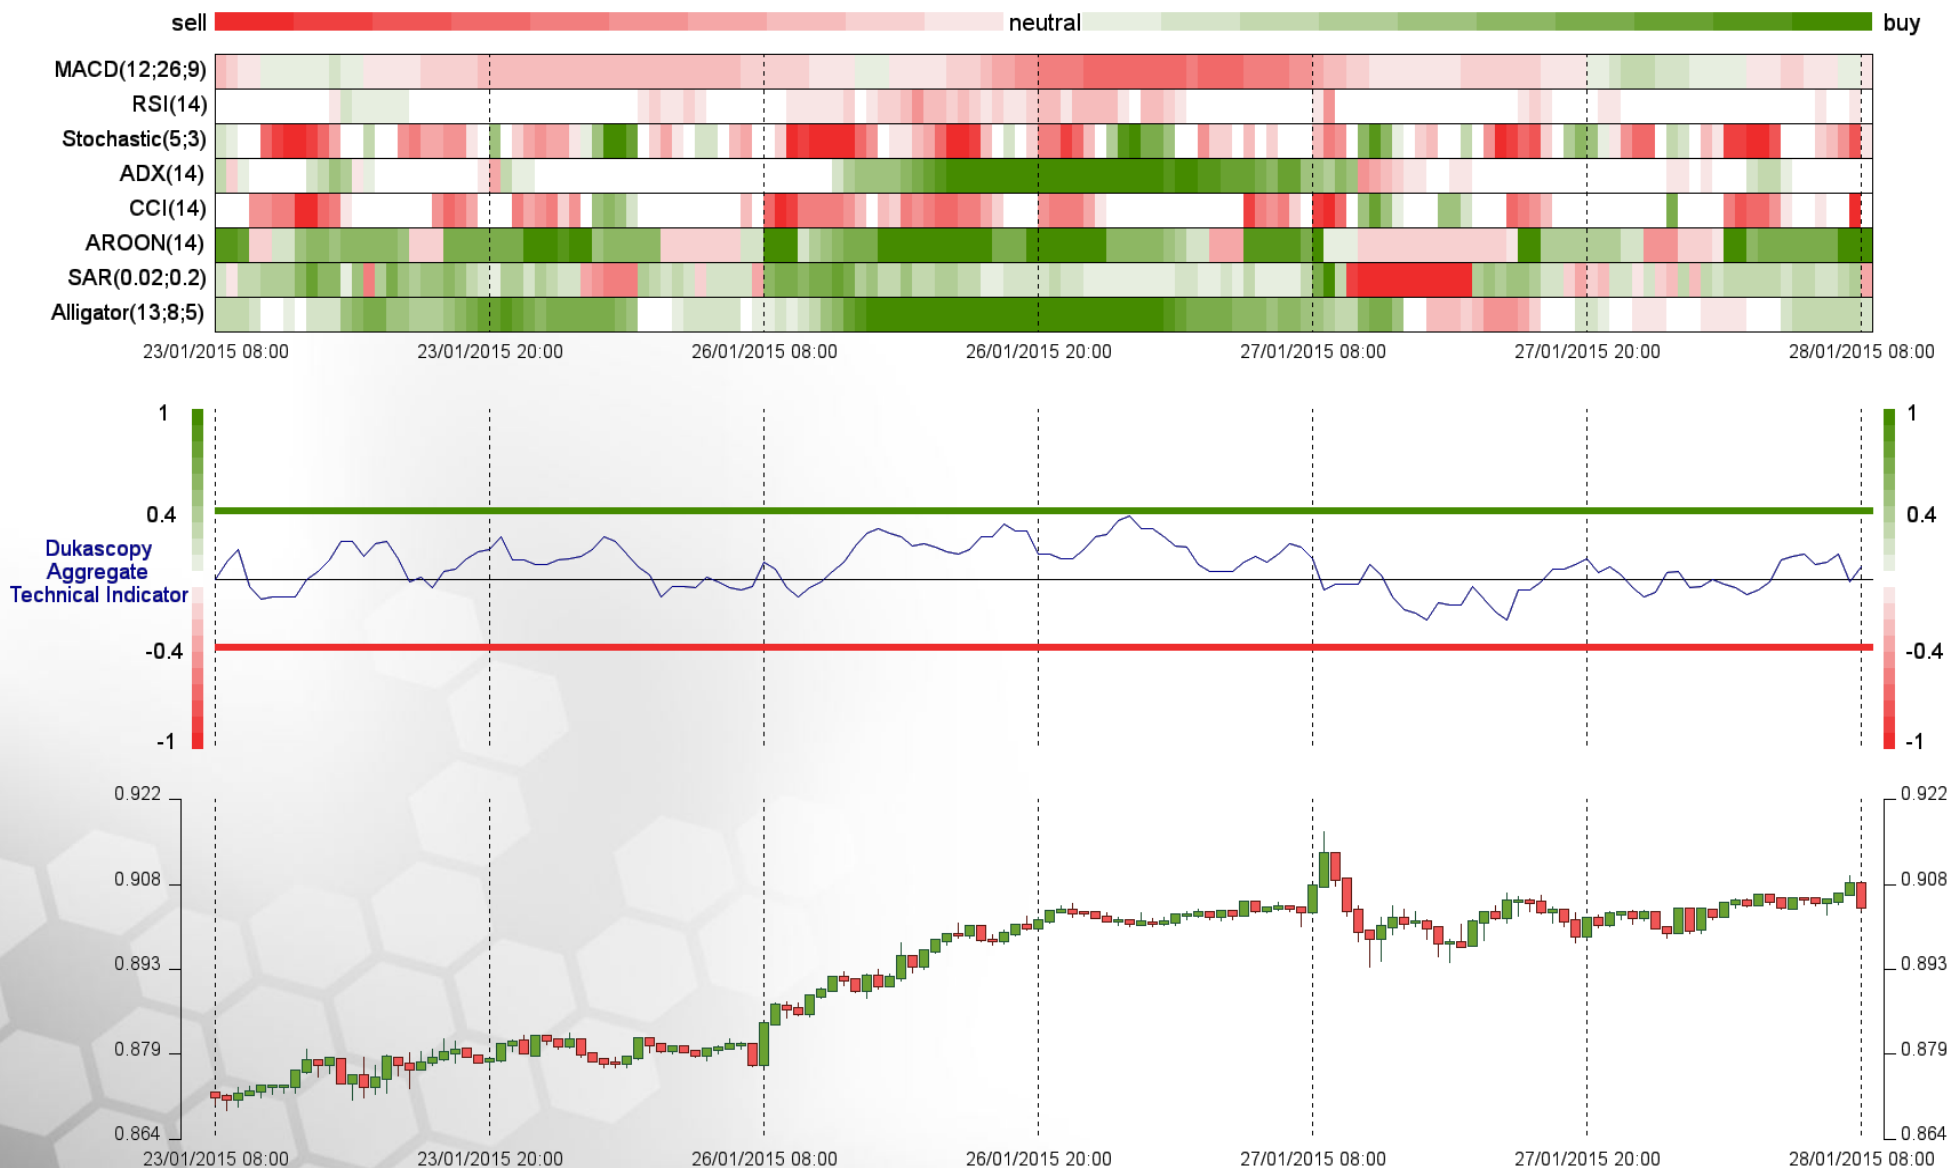 sell neutral buy
MACD(12;26;9)
RSI(14)
Stochastic(5;3)
ADX(14)
CCI(14)
AROON(14)
SAR(0.02;0.2)
Alligator(13;8;5)
23/01/2015 08:00 23/01/2015 20:00 26/01/2015 08:00 26/01/2015 20:00 27/01/2015 08:00 27/01/2015 20:00 28/01/2015 08:00
1 1
0.4 0.4
Dukascopy
Aggregate
Technical Indicator
-0.4 -0.4
-1 -1
0.922 0.922
0.908 0.908
0.893 0.893
0.879 0.879
0.864 0.864
23/01/2015 08:00 23/01/2015 20:00 26/01/2015 08:00 26/01/2015 20:00 27/01/2015 08:00 27/01/2015 20:00 28/01/2015 08:00